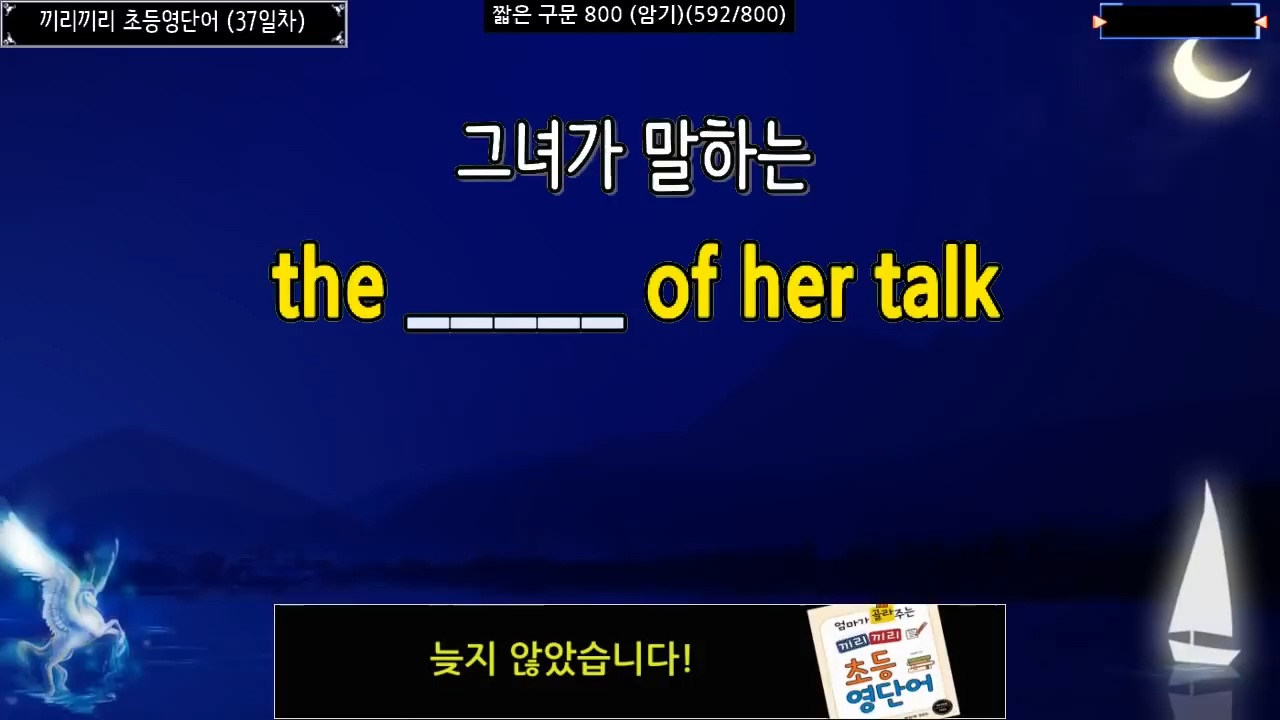 끼리끼리 초등영단어 (37일차)
짧은 구문 800 (암기)(592/800)
그녀가 말하는
the _____ of her talk
늦지 않았습니다!
엄마가 골라주는
끼리끼리
초등
영단어